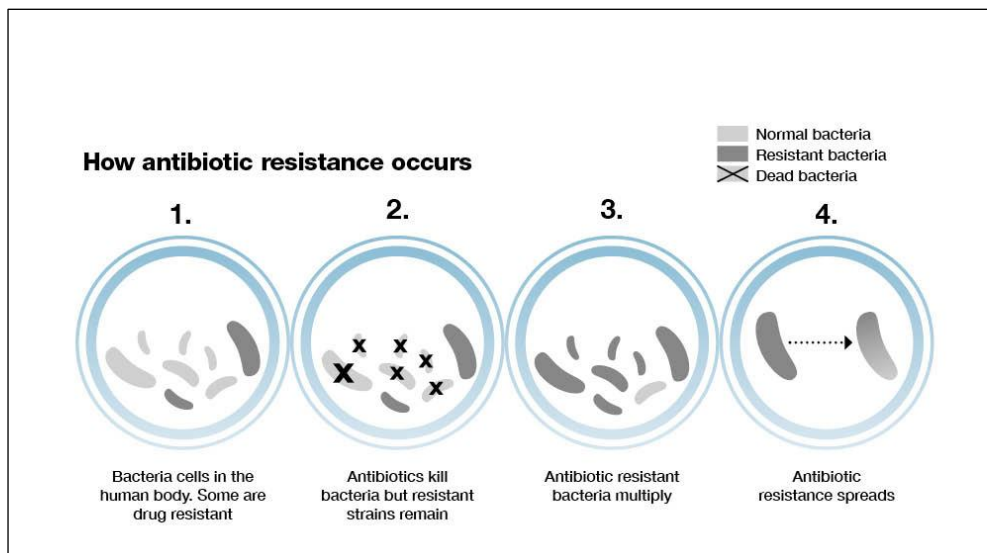 Normal bacteria
Resistant bacteria
Dead bacteria
How antibiotic resistance occurs
1.
2.
3.
4.
x
x
x
x
x
x
Bacteria cells in the
human body. Some are
drug resistant
Antibiotics kill
bacteria but resistant
strains remain
Antibiotic resistant
bacteria multiply
Antibiotic
resistance spreads